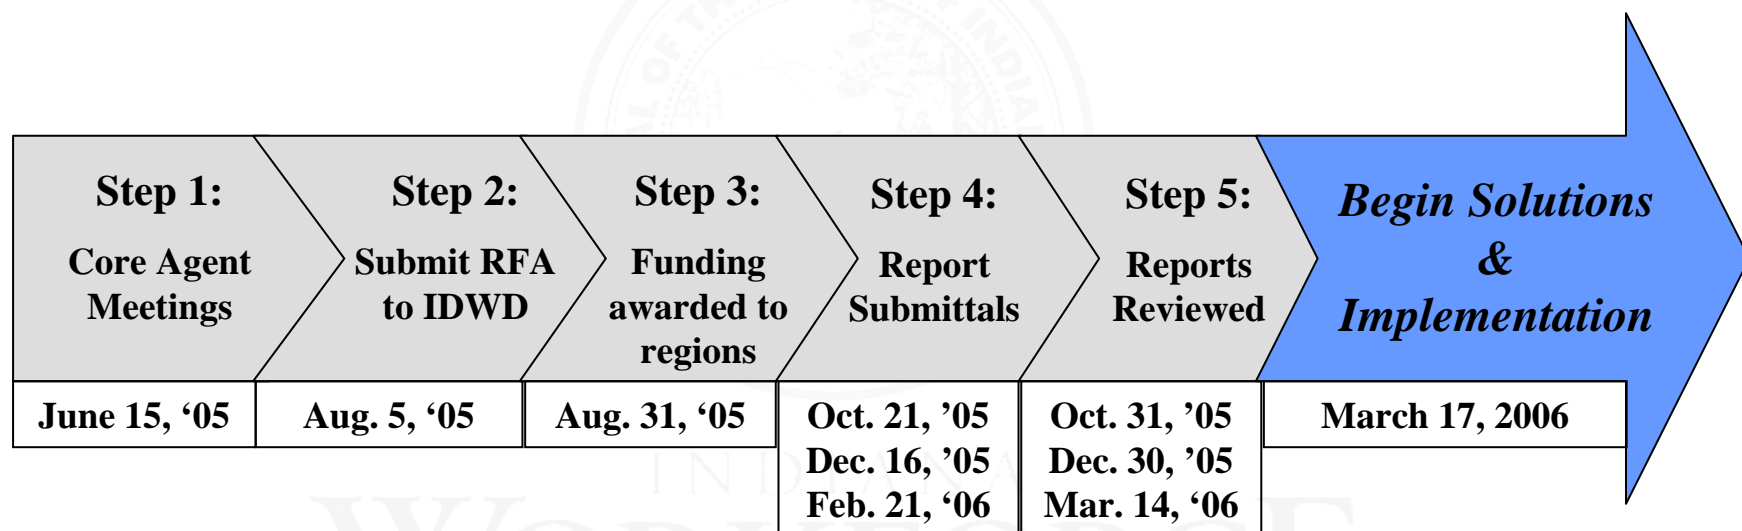 Step 1:
Core Agent
Meetings
June 15, ‘05
Step 2:
Submit RFA
to IDWD
Aug. 5, ‘05
Step 3:
Funding
awarded to
regions
Aug. 31, ‘05
Step 4:
Report
Submittals
Oct. 21, ’05
Dec. 16, ’05
Feb. 21, ‘06
Step 5:
Reports
Reviewed
Oct. 31, ’05
Dec. 30, ’05
Mar. 14, ‘06
Begin Solutions
&
Implementation
March 17, 2006
INDIANA
WORKFORCE